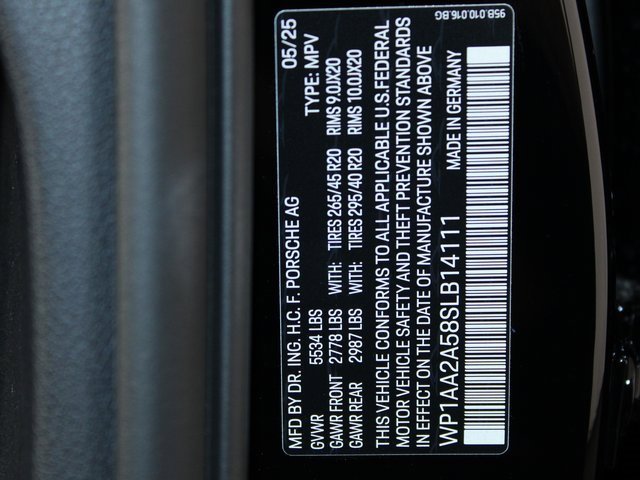 MFD BY DR. ING. H.C. F. PORSCHE AG 05/25
GVWR 5534 LBS TYPE: MPV
GAWR FRONT 2778 LBS WITH: TIRES 265/45 R20 RIMS 9.0JX20
GAWR REAR 2987 LBS WITH: TIRES 295/40 R20 RIMS 10.0JX20
THIS VEHICLE CONFORMS TO ALL APPLICABLE U.S.FEDERAL
MOTOR VEHICLE SAFETY AND THEFT PREVENTION STANDARDS
IN EFFECT ON THE DATE OF MANUFACTURE SHOWN ABOVE
WP1AA2A58SLB14111 MADE IN GERMANY
95B.010.016.BG